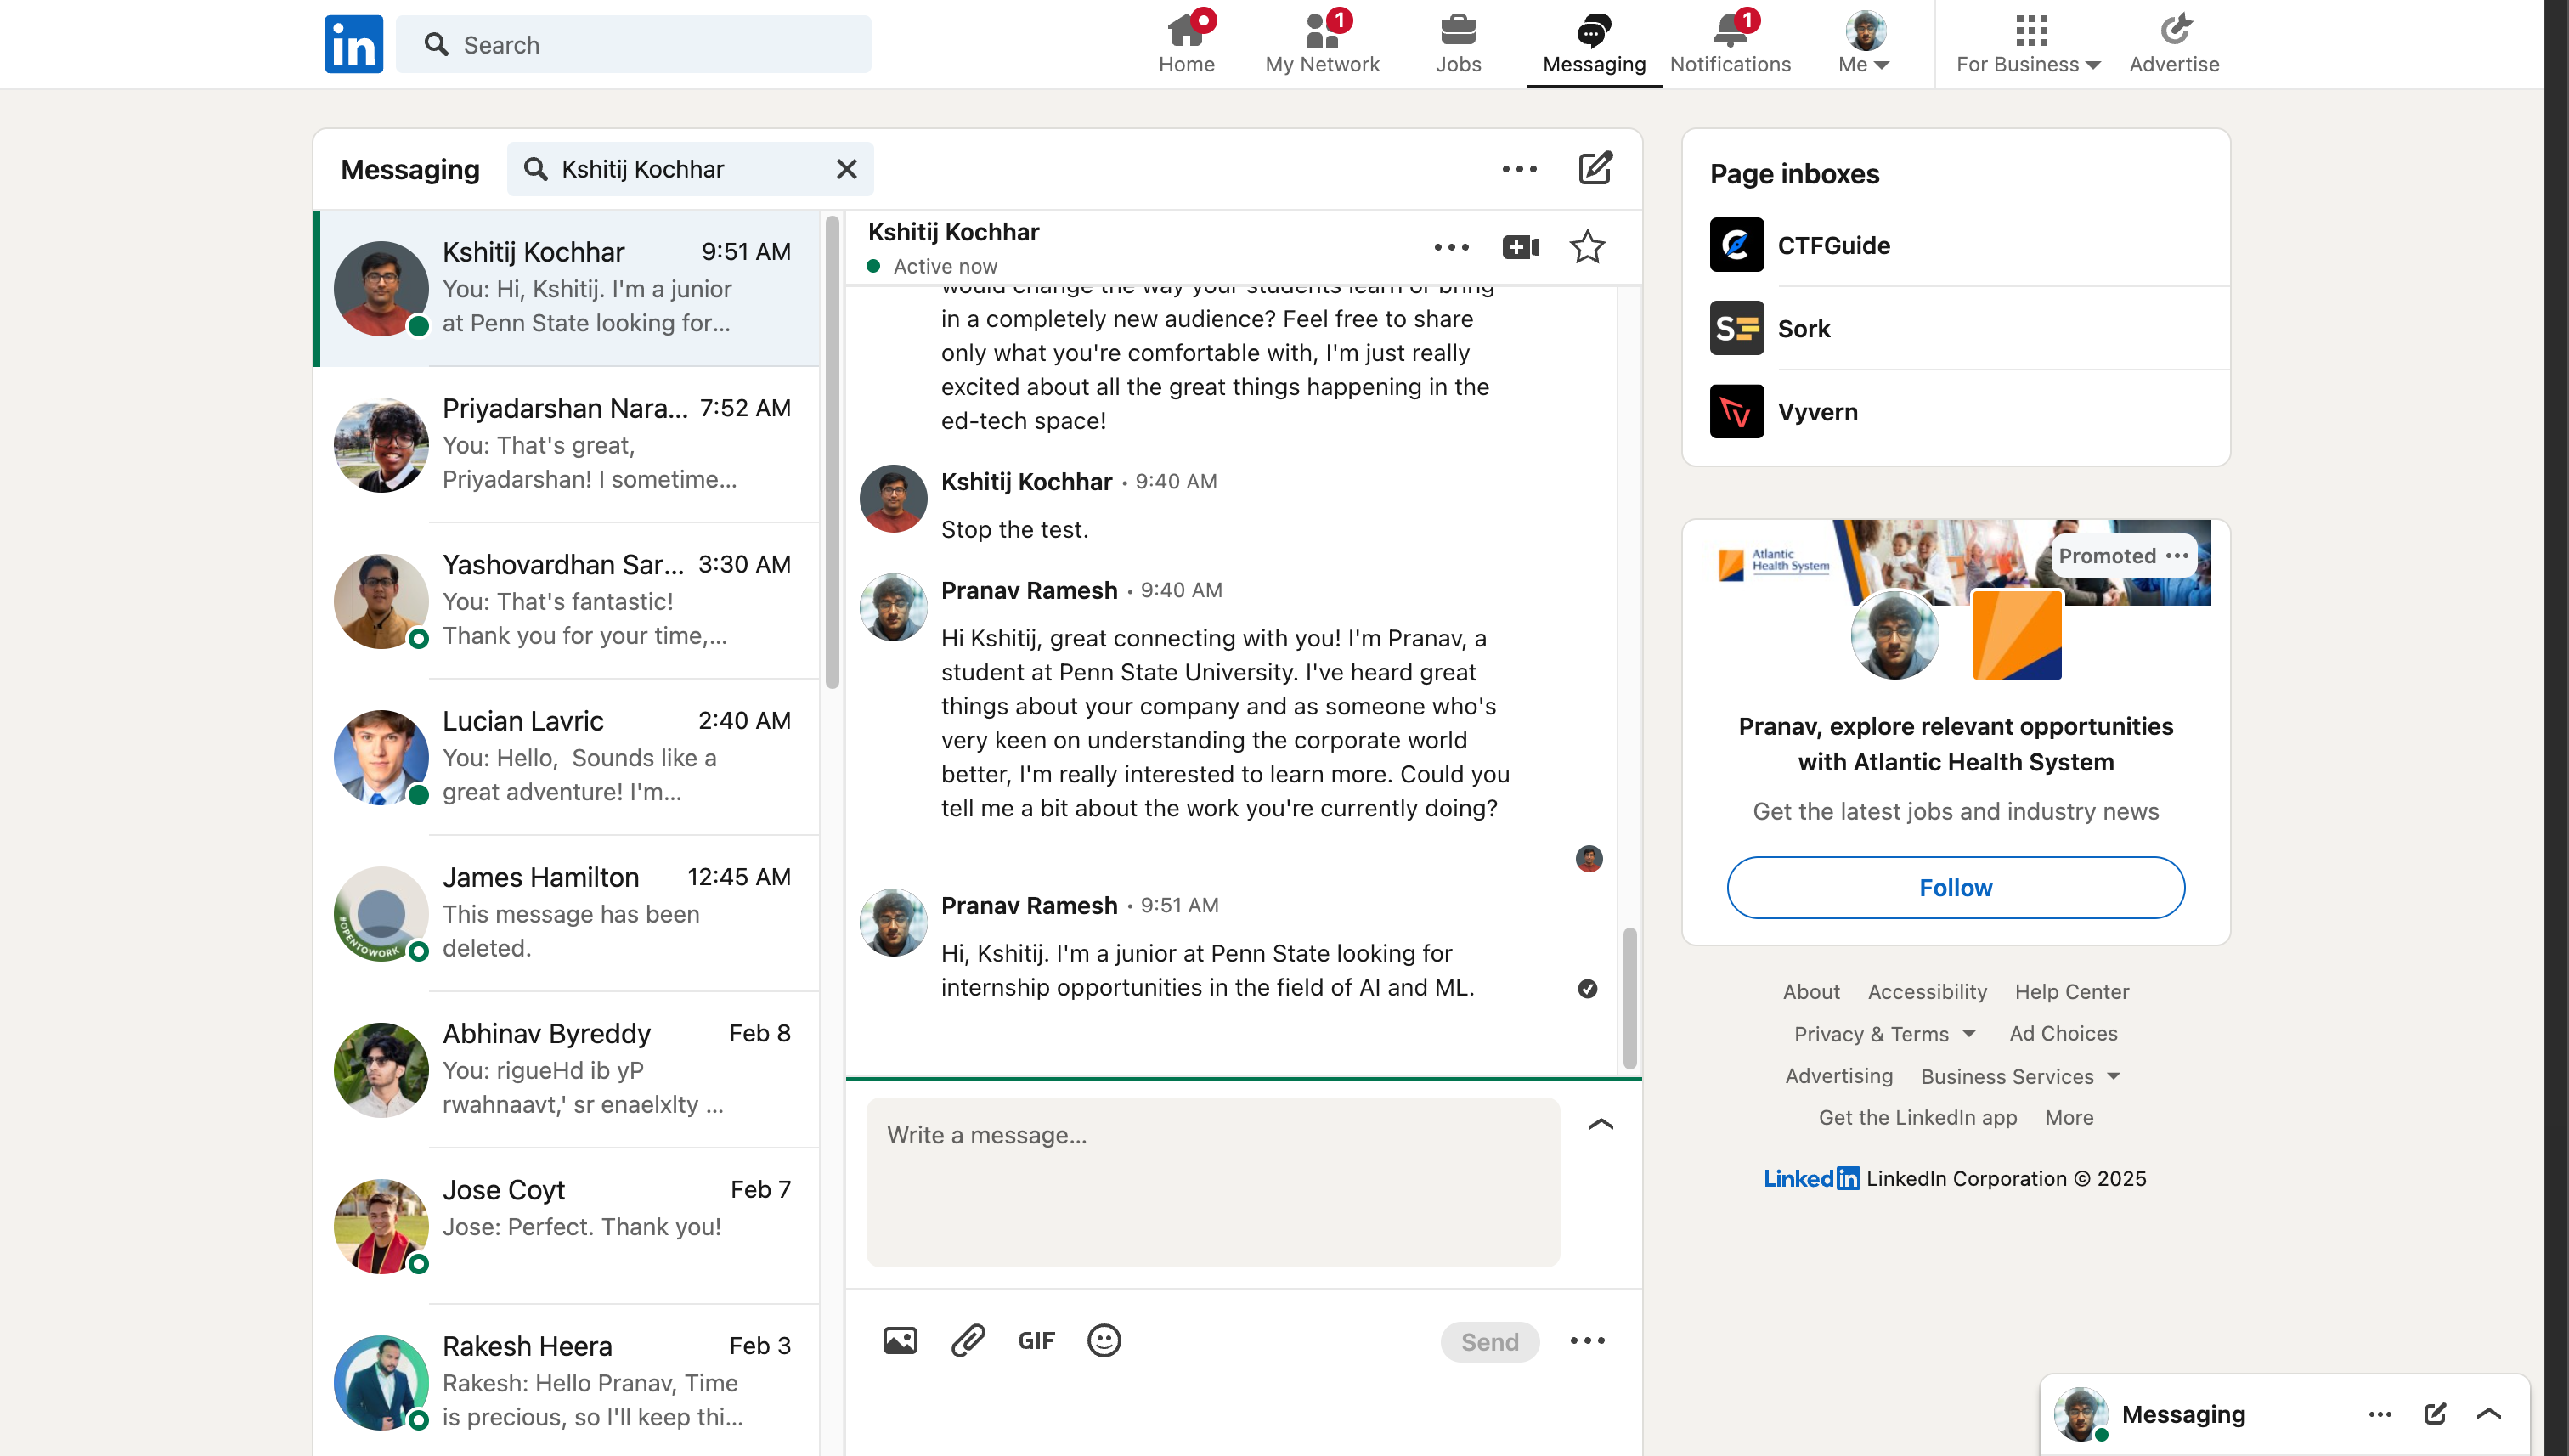 in
Search
Home
1
My Network
Jobs
Messaging
1
Notifications
Me
For Business
Advertise
Messaging
Kshitij Kochhar
Kshitij Kochhar 9:51 AM
You: Hi, Kshitij. I'm a junior
at Penn State looking for...
Priyadarshan Nara... 7:52 AM
You: That's great,
Priyadarshan! I sometime...
Yashovardhan Sar... 3:30 AM
You: That's fantastic!
Thank you for your time,...
Lucian Lavric 2:40 AM
You: Hello,  Sounds like a
great adventure! I'm...
#OPENTOWORK
James Hamilton 12:45 AM
This message has been
deleted.
Abhinav Byreddy Feb 8
You: rigueHd ib yP
rwahnaavt,' sr enaelxlty ...
Jose Coyt Feb 7
Jose: Perfect. Thank you!
Rakesh Heera Feb 3
Rakesh: Hello Pranav, Time
is precious, so I'll keep thi...
Kshitij Kochhar
Active now
would change the way your students learn or bring
in a completely new audience? Feel free to share
only what you're comfortable with, I'm just really
excited about all the great things happening in the
ed-tech space!
Kshitij Kochhar • 9:40 AM
Stop the test.
Pranav Ramesh • 9:40 AM
Hi Kshitij, great connecting with you! I'm Pranav, a
student at Penn State University. I've heard great
things about your company and as someone who's
very keen on understanding the corporate world
better, I'm really interested to learn more. Could you
tell me a bit about the work you're currently doing?
Pranav Ramesh • 9:51 AM
Hi, Kshitij. I'm a junior at Penn State looking for
internship opportunities in the field of AI and ML.
Write a message...
GIF
Send
Page inboxes
CTFGuide
Sork
Vyvern
Atlantic
Health System
Promoted
Pranav, explore relevant opportunities
with Atlantic Health System
Get the latest jobs and industry news
Follow
About Accessibility Help Center
Privacy & Terms Ad Choices
Advertising Business Services
Get the LinkedIn app More
LinkedIn LinkedIn Corporation © 2025
Messaging